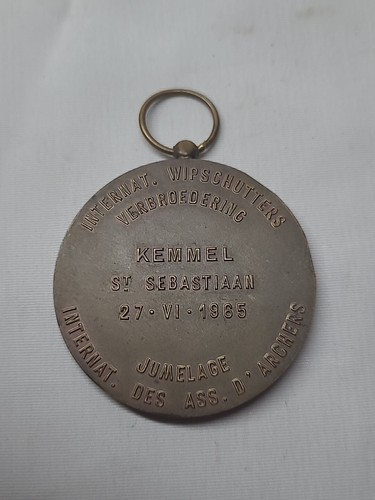 INTERNAT. WIPSCHUTTERS
VERBROEDERING
KEMMEL
ST SEBASTIAAN
27 · VI · 1965
JUMELAGE
INTERNAT. DES ASS. D'ARCHERS